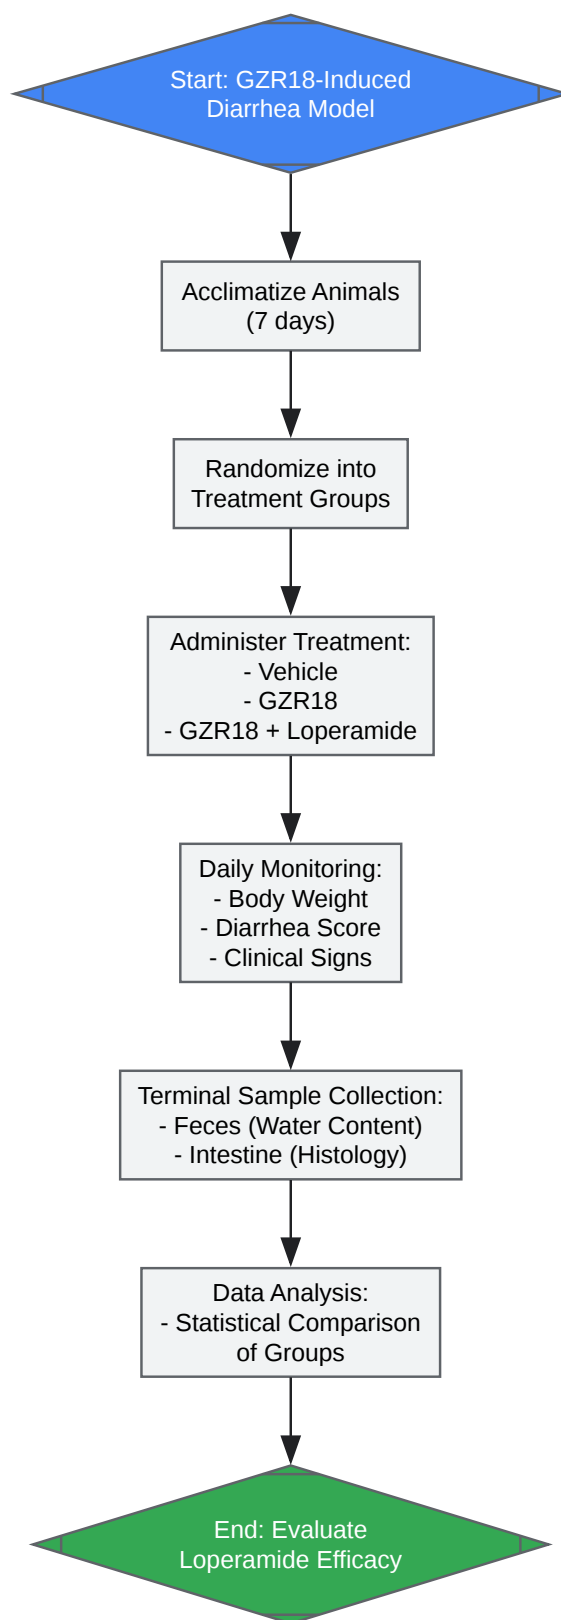 Start: GZR18-Induced
Diarrhea Model
Acclimatize Animals
(7 days)
Randomize into
Treatment Groups
Administer Treatment:
- Vehicle
- GZR18
- GZR18 + Loperamide
Daily Monitoring:
- Body Weight
- Diarrhea Score
- Clinical Signs
Terminal Sample Collection:
- Feces (Water Content)
- Intestine (Histology)
Data Analysis:
- Statistical Comparison
of Groups
End: Evaluate
Loperamide Efficacy